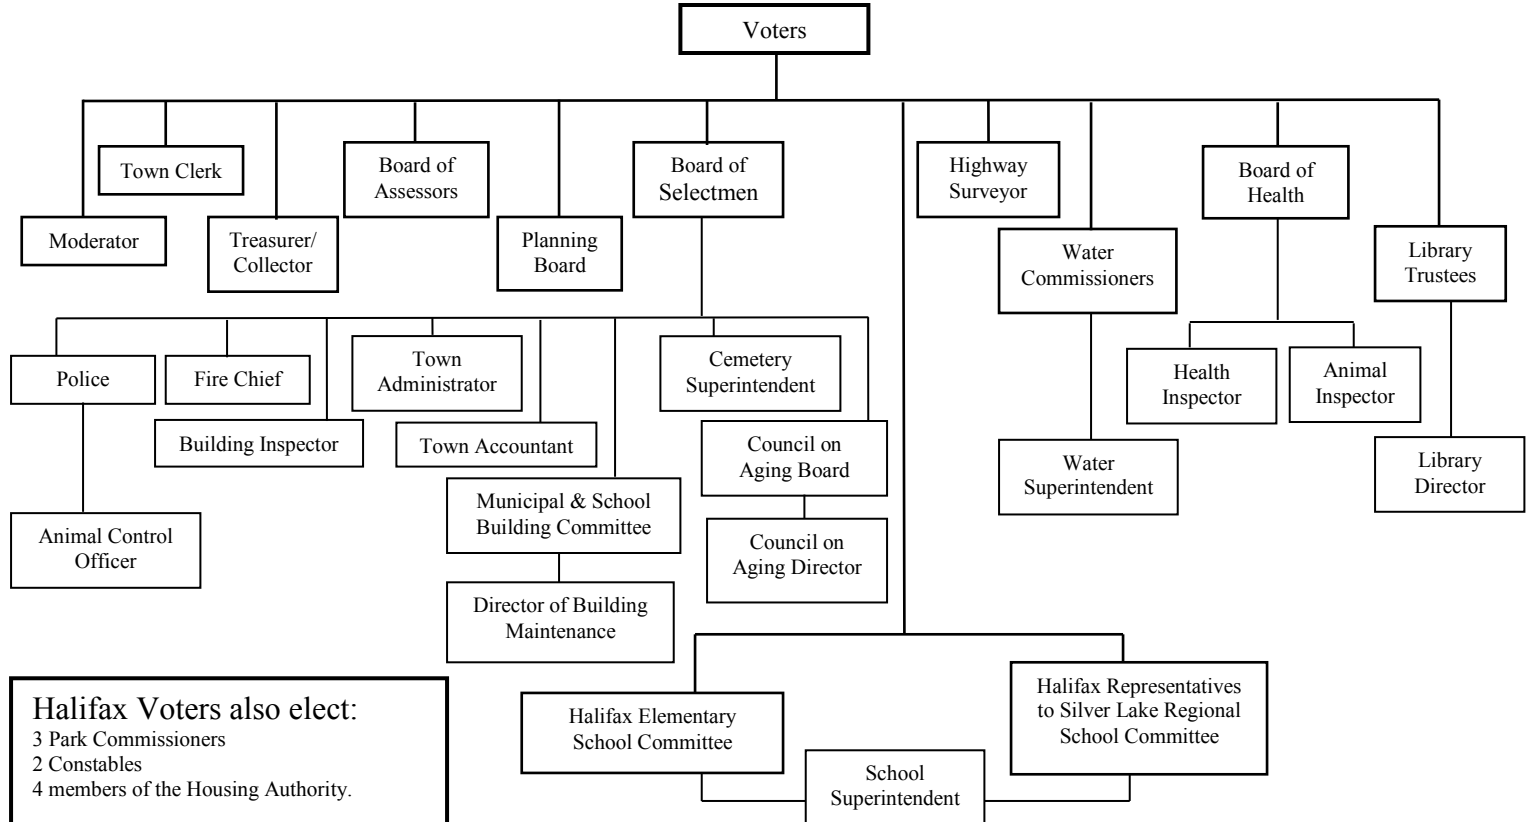 Voters
Town Clerk
Board of
Assessors
Board of
Selectmen
Highway
Surveyor
Board of
Health
Moderator
Treasurer/
Collector
Planning
Board
Water
Commissioners
Library
Trustees
Police
Fire Chief
Town
Administrator
Cemetery
Superintendent
Health
Inspector
Animal
Inspector
Building Inspector
Town Accountant
Council on
Aging Board
Water
Superintendent
Library
Director
Animal Control
Officer
Municipal & School
Building Committee
Council on
Aging Director
Director of Building
Maintenance
Halifax Elementary
School Committee
Halifax Representatives
to Silver Lake Regional
School Committee
School
Superintendent
Halifax Voters also elect:
3 Park Commissioners
2 Constables
4 members of the Housing Authority.